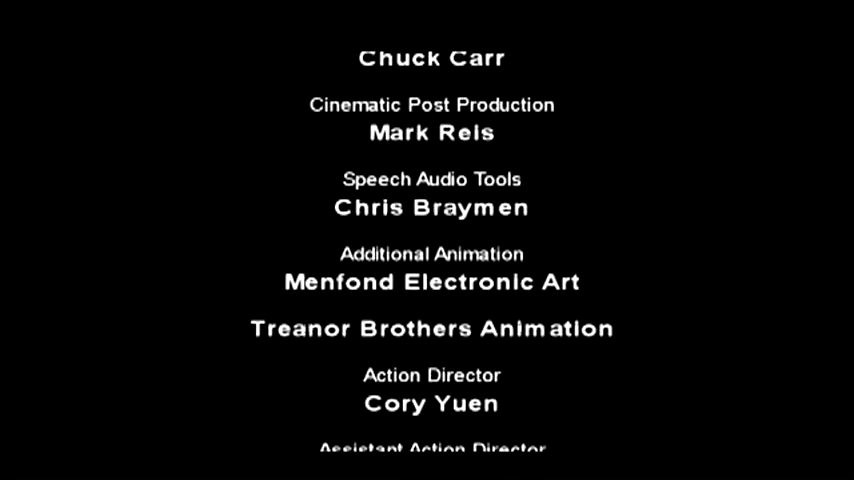 Chuck Carr
Cinematic Post Production
Mark Reis
Speech Audio Tools
Chris Braymen
Additional Animation
Menfond Electronic Art
Treanor Brothers Animation
Action Director
Cory Yuen
Assistant Action Director